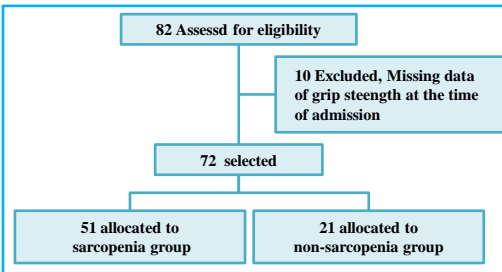 82 Assessd for eligibility
10 Excluded, Missing data
of grip steength at the time
of admission
72 selected
51 allocated to
sarcopenia group
21 allocated to
non-sarcopenia group